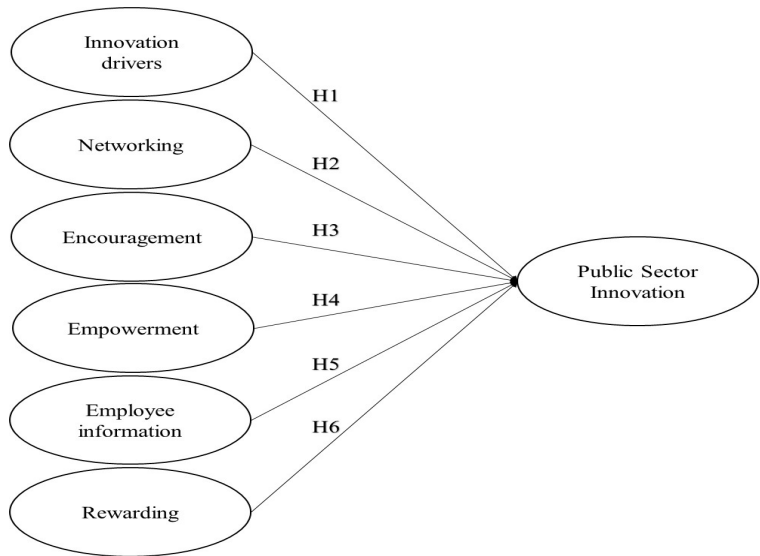 Innovation
drivers
H1
Networking
H2
Encouragement
H3
Public Sector
Innovation
Empowerment
H4
Employee
information
H5
Rewarding
H6